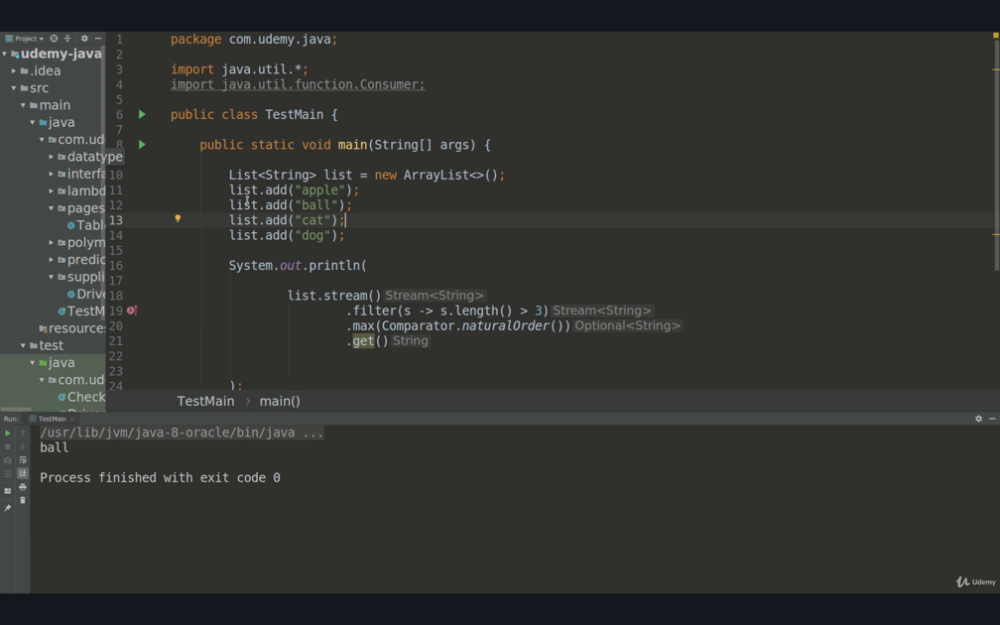 Project
udemy-java
.idea
src
main
java
com.ud
datatype
interfa
lambd
pages
Tabl
polym
predic
suppli
Drive
TestM
resources
test
java
com.ud
Check
1 package com.udemy.java;
2
3 import java.util.*;
4 import java.util.function.Consumer;
5
6 public class TestMain {
7
8 public static void main(String[] args) {
10 List<String> list = new ArrayList<>();
11 list.add("apple");
12 list.add("ball");
13 list.add("cat");
14 list.add("dog");
15
16 System.out.println(
17
18 list.stream() Stream<String>
19 .filter(s -> s.length() > 3) Stream<String>
20 .max(Comparator.naturalOrder()) Optional<String>
21 .get() String
22
23
24 );
TestMain > main()
Run: TestMain ×
/usr/lib/jvm/java-8-oracle/bin/java ...
ball
Process finished with exit code 0
Udemy